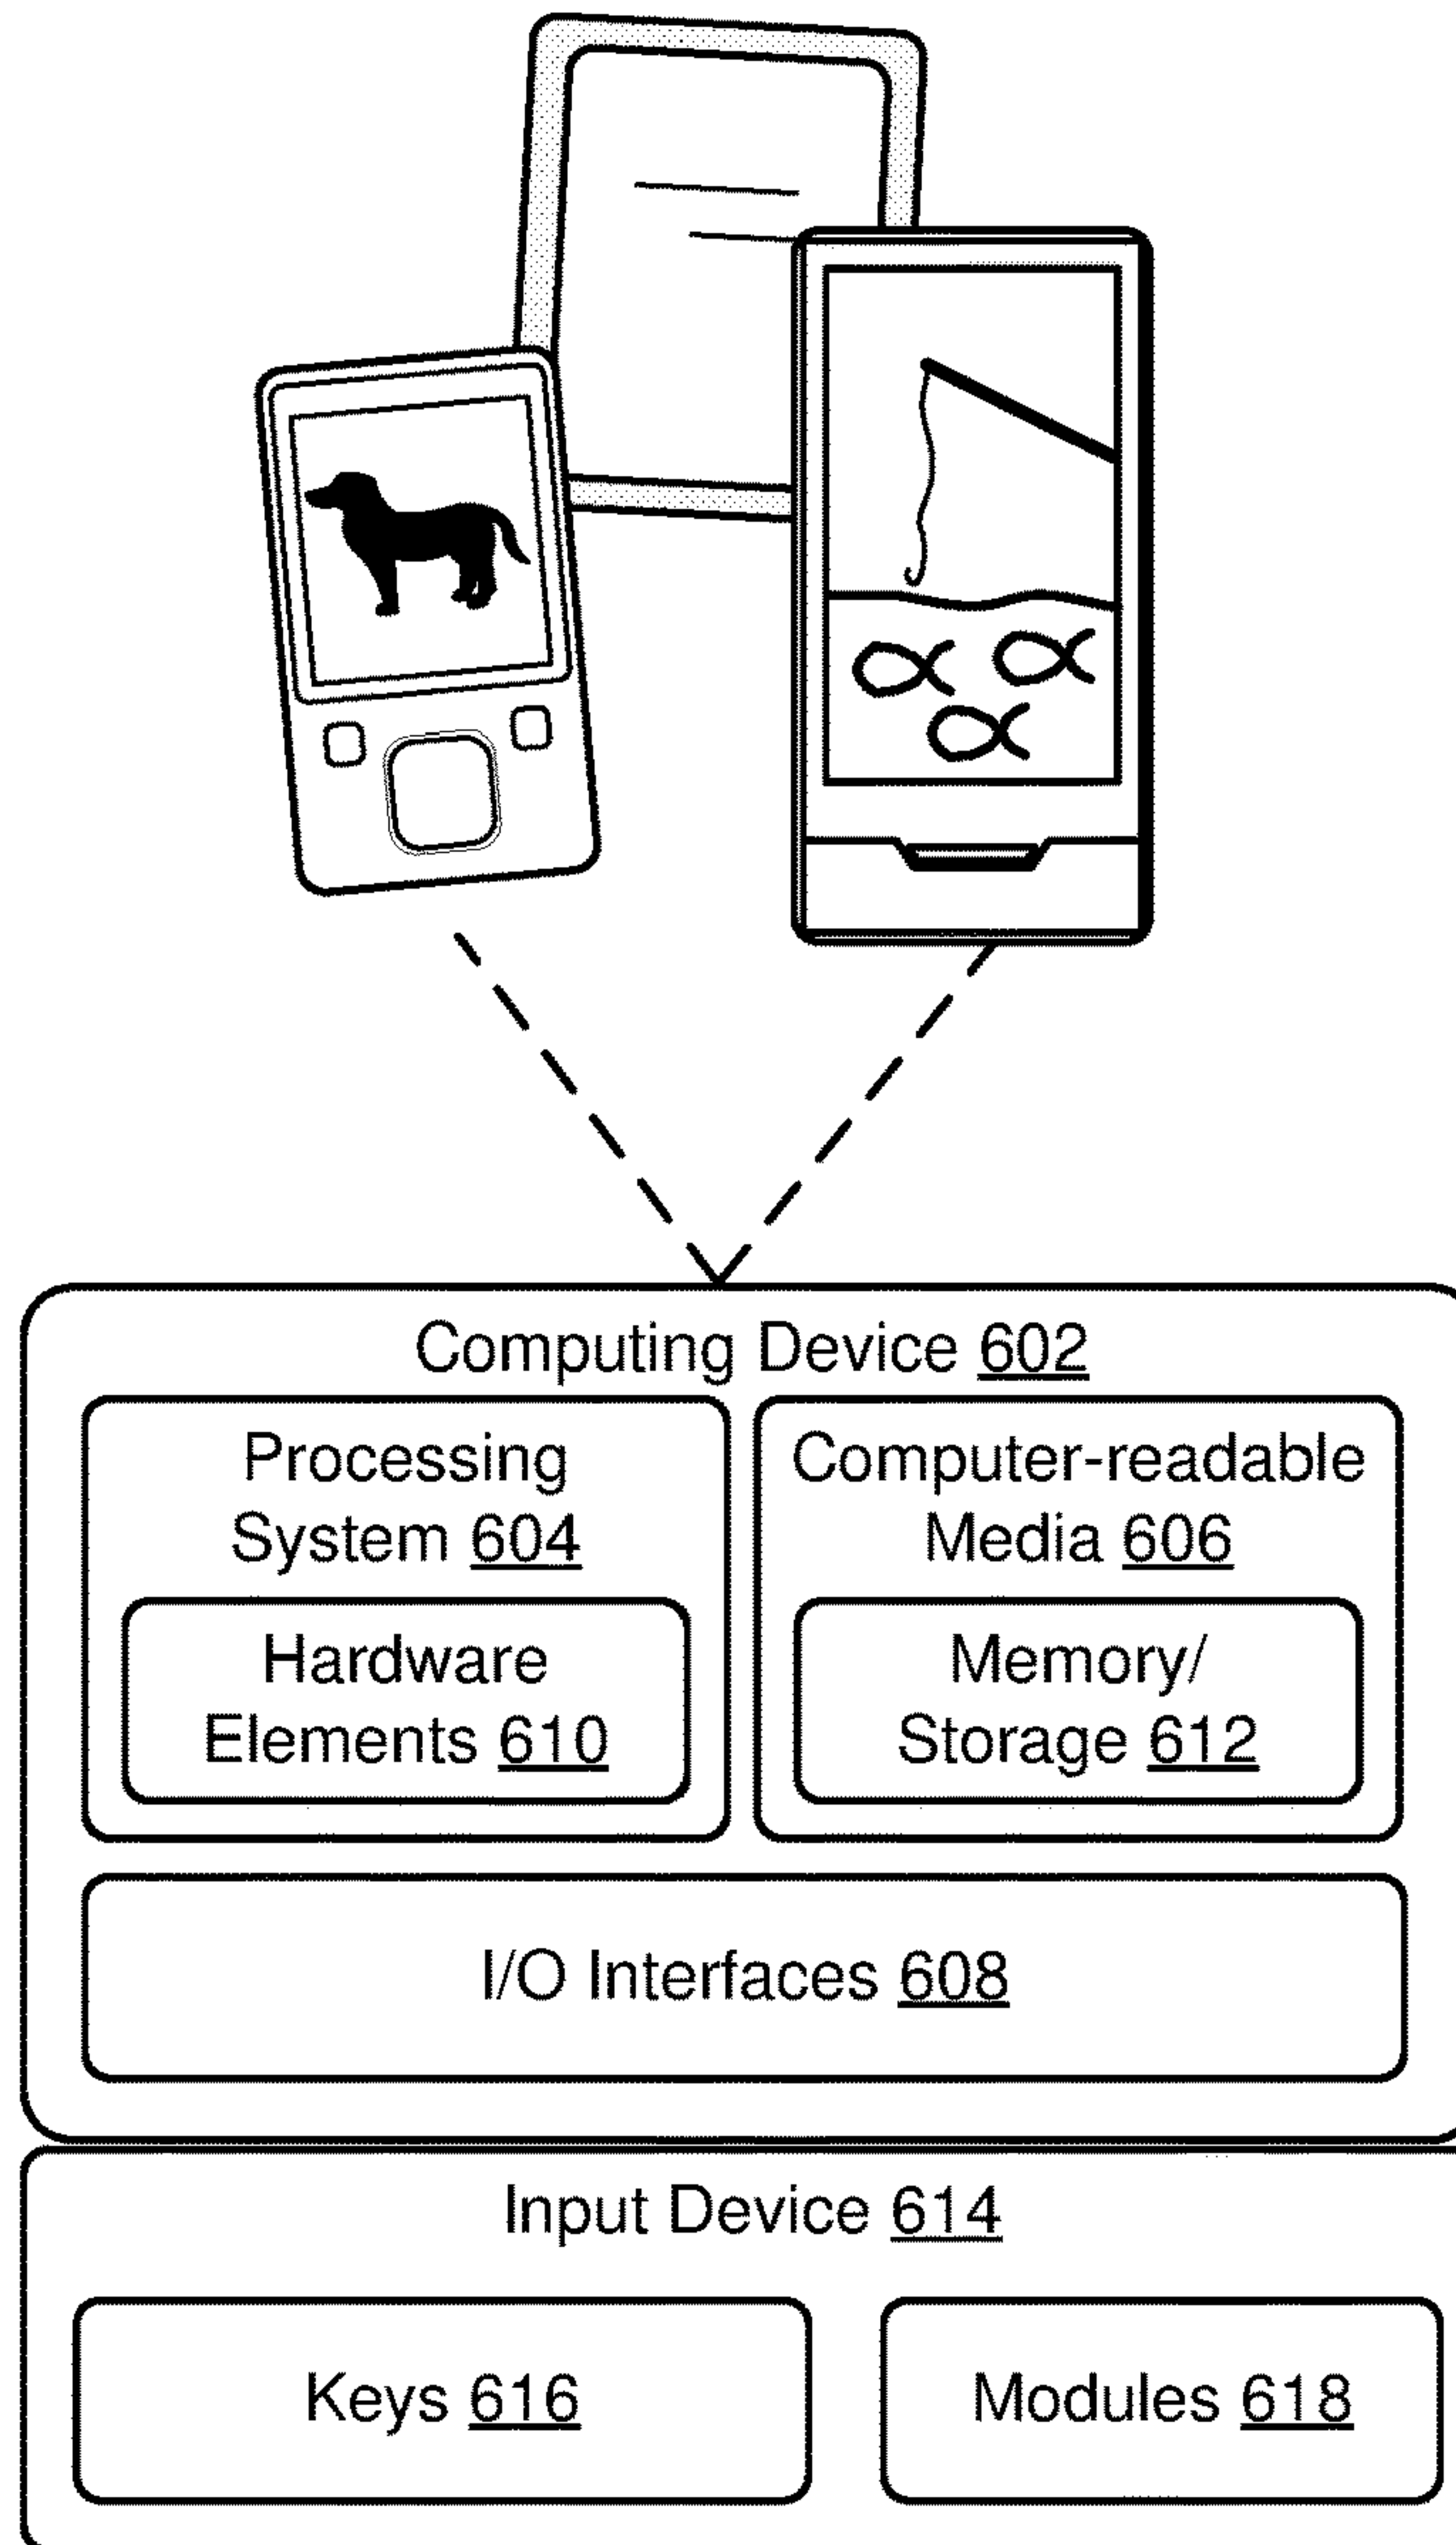 Computing Device 602
Processing
System 604
Hardware
Elements 610
Computer-readable
Media 606
Memory/
Storage 612
I/O Interfaces 608
Input Device 614
Keys 616
Modules 618